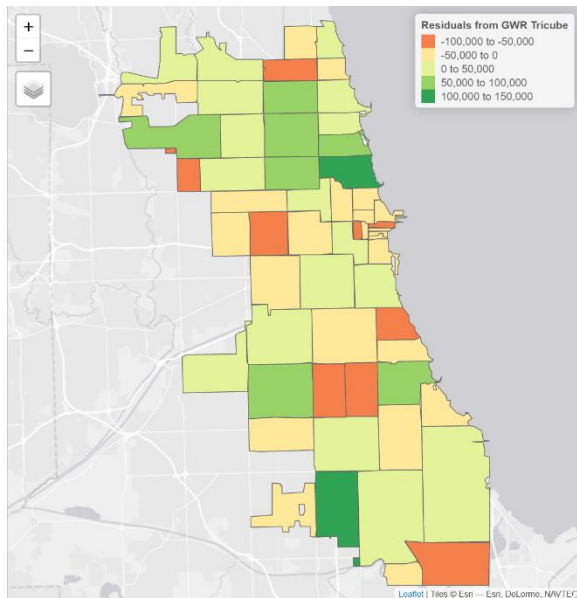 +
−
Residuals from GWR Tricube
-100,000 to -50,000
-50,000 to 0
0 to 50,000
50,000 to 100,000
100,000 to 150,000
Leaflet | Tiles © Esri — Esri, DeLorme, NAVTEC